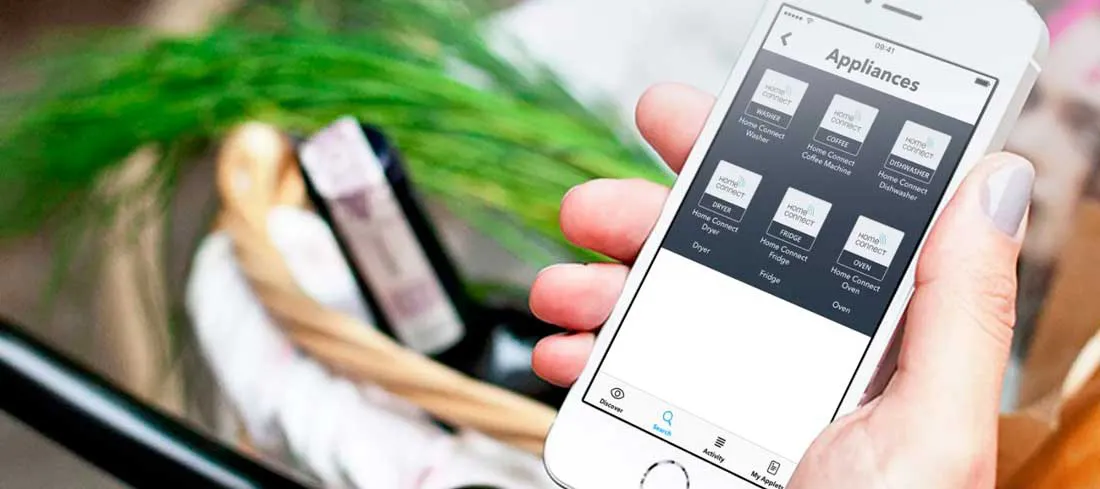 09:41
Appliances
Home connect
WASHER
Home Connect
Washer
Home connect
COFFEE
Home Connect
Coffee Machine
Home connect
DISHWASHER
Home Connect
Dishwasher
Home connect
DRYER
Home Connect
Dryer
Dryer
Home connect
FRIDGE
Home Connect
Fridge
Fridge
Home connect
OVEN
Home Connect
Oven
Oven
Discover
Search
Activity
My Applets